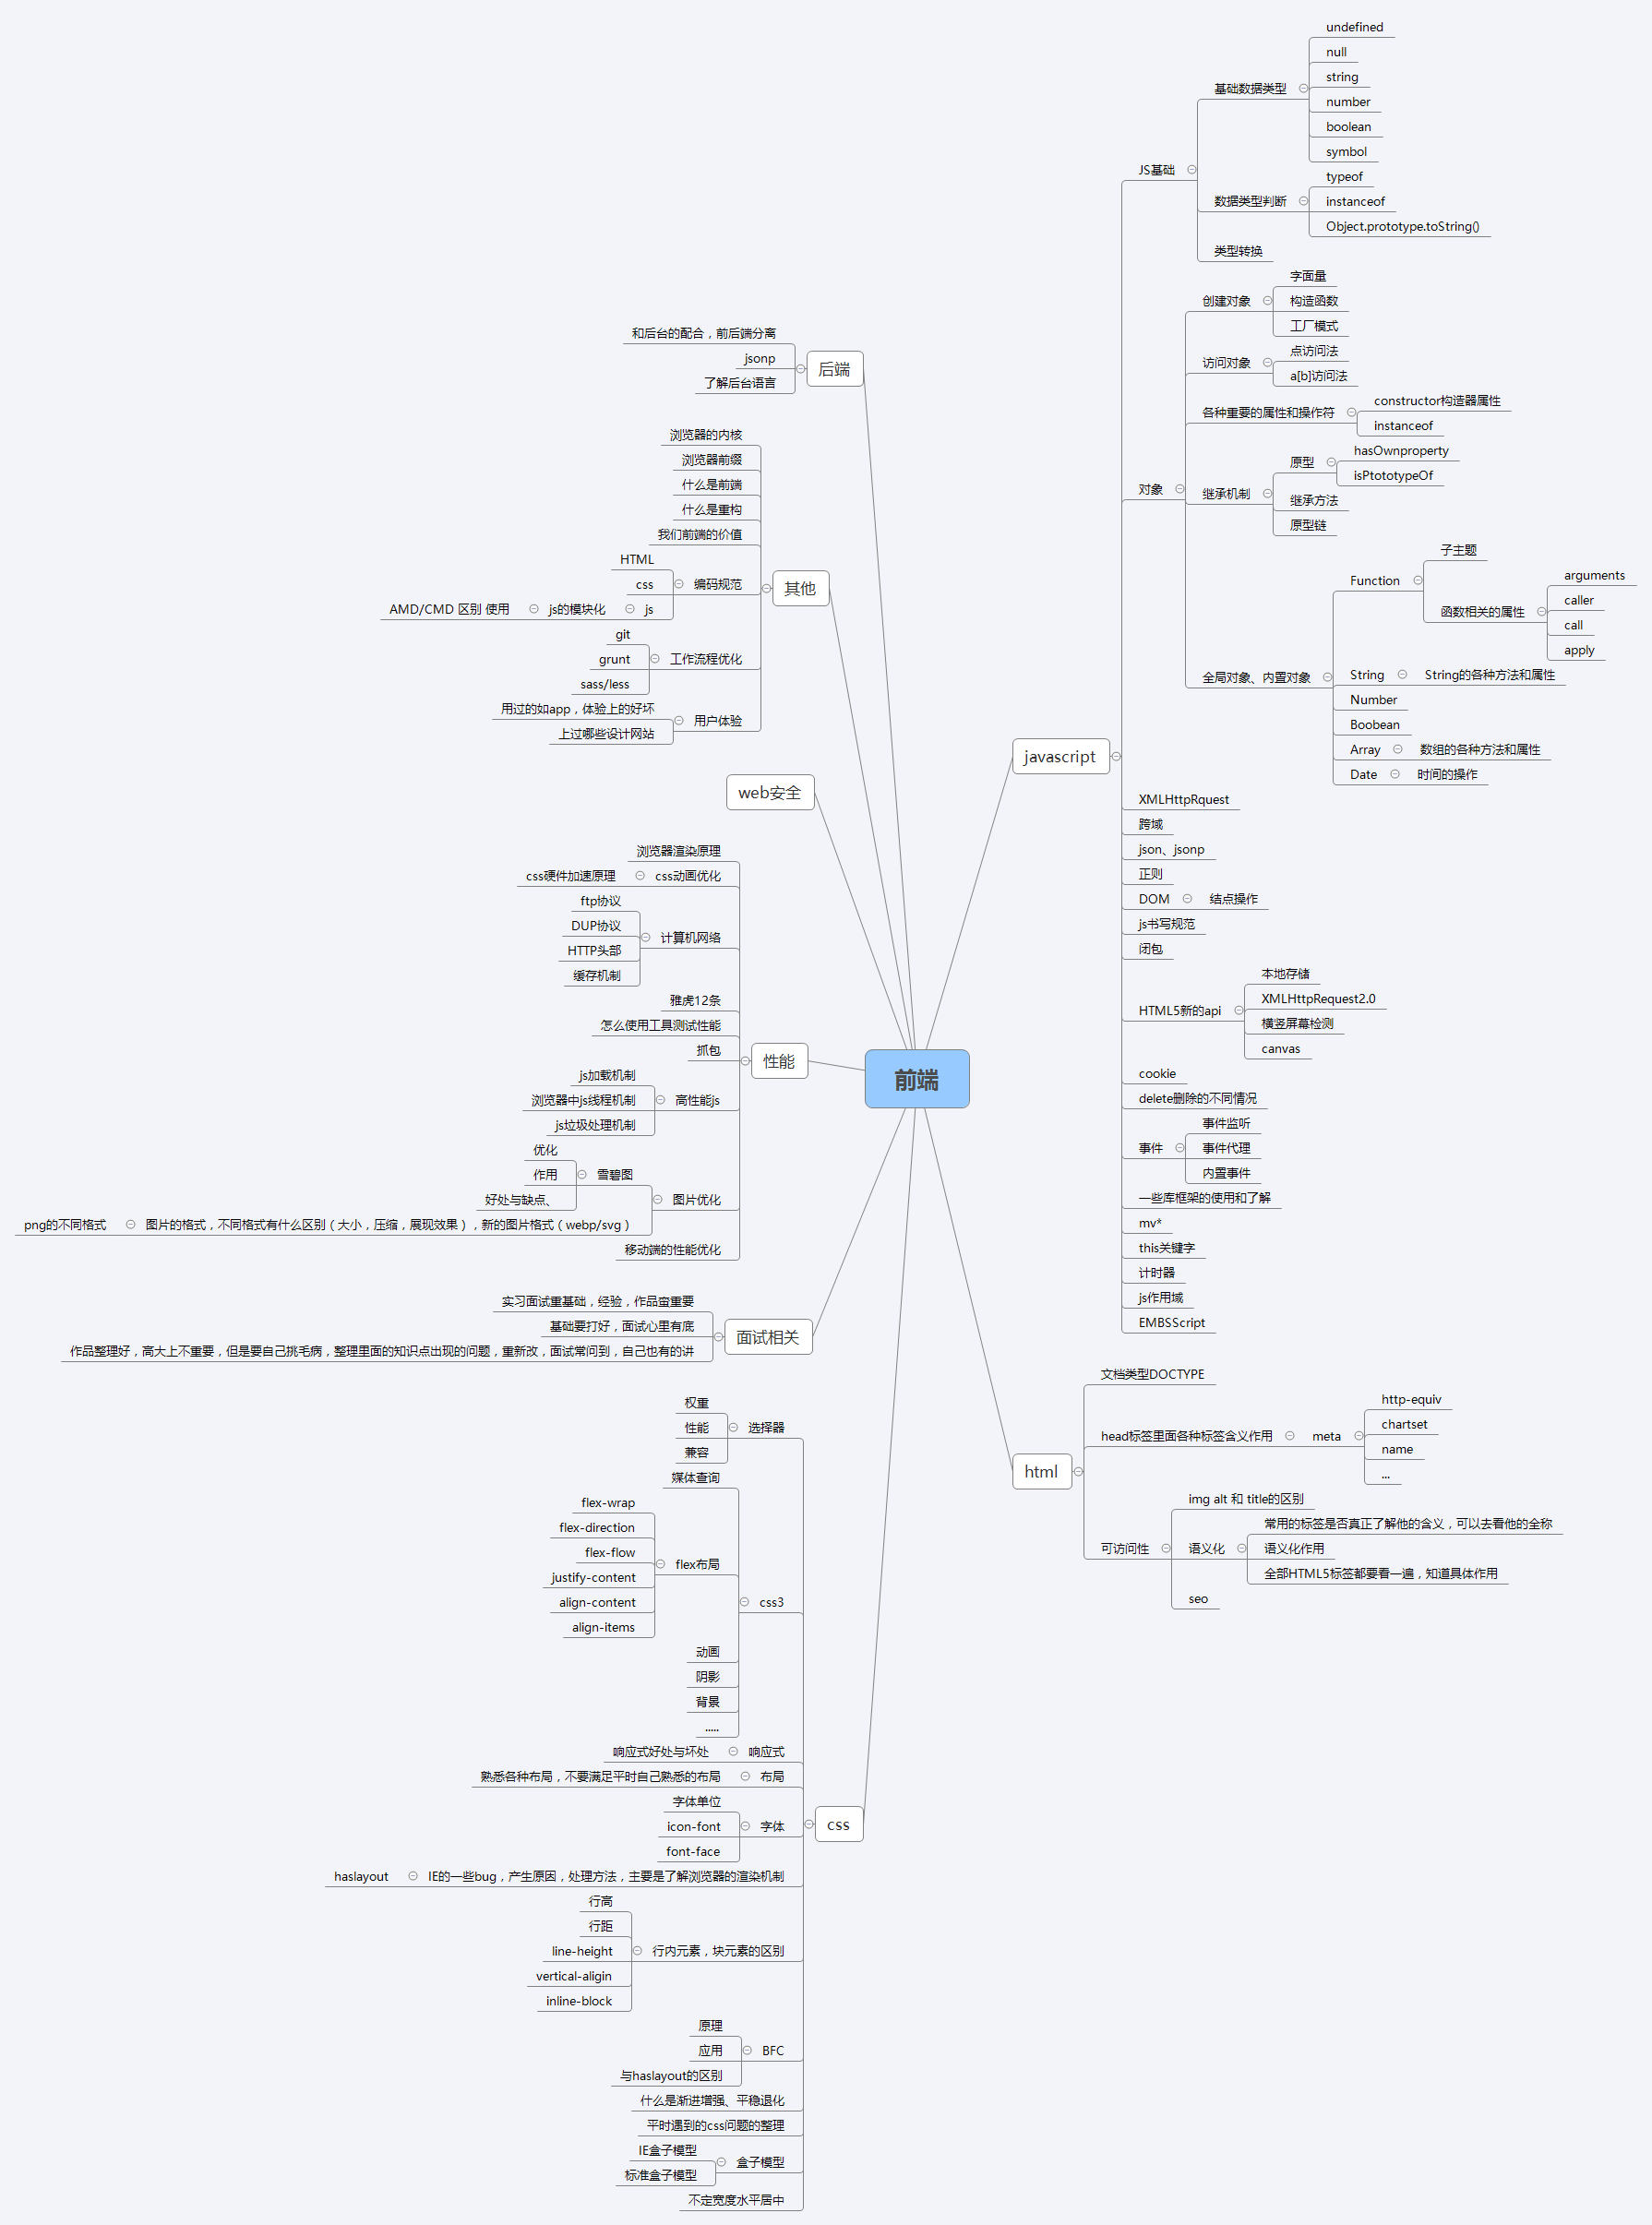 前端
javascript
JS基础
基础数据类型
undefined
null
string
number
boolean
symbol
数据类型判断
typeof
instanceof
Object.prototype.toString()
类型转换
对象
创建对象
字面量
构造函数
工厂模式
访问对象
点访问法
a[b]访问法
各种重要的属性和操作符
constructor构造器属性
instanceof
继承机制
原型
hasOwnproperty
isPtototypeOf
继承方法
原型链
全局对象、内置对象
Function
子主题
函数相关的属性
arguments
caller
call
apply
String
String的各种方法和属性
Number
Boobean
Array
数组的各种方法和属性
Date
时间的操作
XMLHttpRquest
跨域
json、jsonp
正则
DOM
结点操作
js书写规范
闭包
HTML5新的api
本地存储
XMLHttpRequest2.0
横竖屏幕检测
canvas
cookie
delete删除的不同情况
事件
事件监听
事件代理
内置事件
一些库框架的使用和了解
mv*
this关键字
计时器
js作用域
EMBSScript
html
文档类型DOCTYPE
head标签里面各种标签含义作用
meta
http-equiv
chartset
name
...
可访问性
img alt 和 title的区别
语义化
常用的标签是否真正了解他的含义，可以去看他的全称
语义化作用
全部HTML5标签都要看一遍，知道具体作用
seo
后端
和后台的配合，前后端分离
jsonp
了解后台语言
其他
浏览器的内核
浏览器前缀
什么是前端
什么是重构
我们前端的价值
编码规范
HTML
css
js
js的模块化
AMD/CMD 区别 使用
工作流程优化
git
grunt
sass/less
用户体验
用过的如app，体验上的好坏
上过哪些设计网站
web安全
性能
浏览器渲染原理
css动画优化
css硬件加速原理
计算机网络
ftp协议
DUP协议
HTTP头部
缓存机制
雅虎12条
怎么使用工具测试性能
抓包
高性能js
js加载机制
浏览器中js线程机制
js垃圾处理机制
图片优化
雪碧图
优化
作用
好处与缺点、
图片的格式，不同格式有什么区别（大小，压缩，展现效果），新的图片格式（webp/svg）
png的不同格式
移动端的性能优化
面试相关
实习面试重基础，经验，作品蛮重要
基础要打好，面试心里有底
作品整理好，高大上不重要，但是要自己挑毛病，整理里面的知识点出现的问题，重新改，面试常问到，自己也有的讲
css
选择器
权重
性能
兼容
css3
媒体查询
flex布局
flex-wrap
flex-direction
flex-flow
justify-content
align-content
align-items
动画
阴影
背景
.....
响应式
响应式好处与坏处
布局
熟悉各种布局，不要满足平时自己熟悉的布局
字体
字体单位
icon-font
font-face
IE的一些bug，产生原因，处理方法，主要是了解浏览器的渲染机制
haslayout
行内元素，块元素的区别
行高
行距
line-height
vertical-aligin
inline-block
BFC
原理
应用
与haslayout的区别
什么是渐进增强、平稳退化
平时遇到的css问题的整理
盒子模型
IE盒子模型
标准盒子模型
不定宽度水平居中